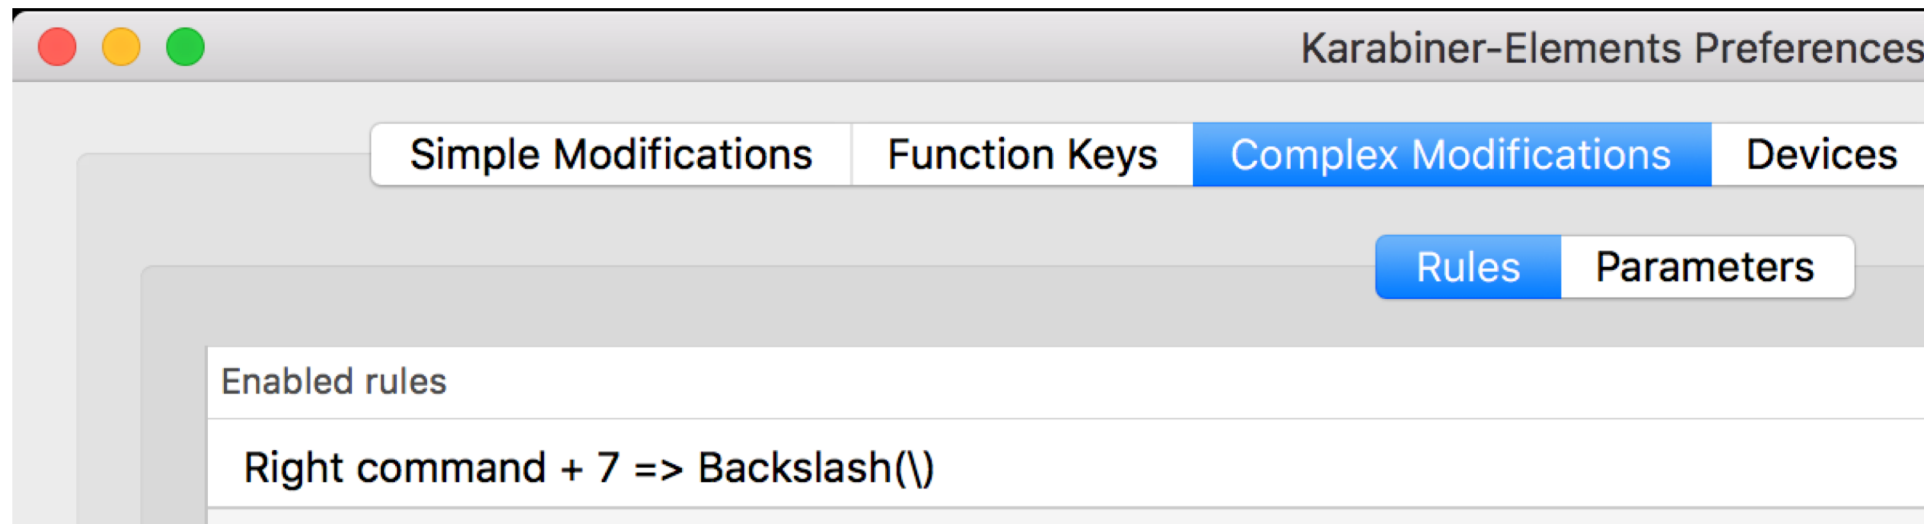 Karabiner-Elements Preferences
Simple Modifications Function Keys Complex Modifications Devices
Rules Parameters
Enabled rules
Right command + 7 => Backslash(\)